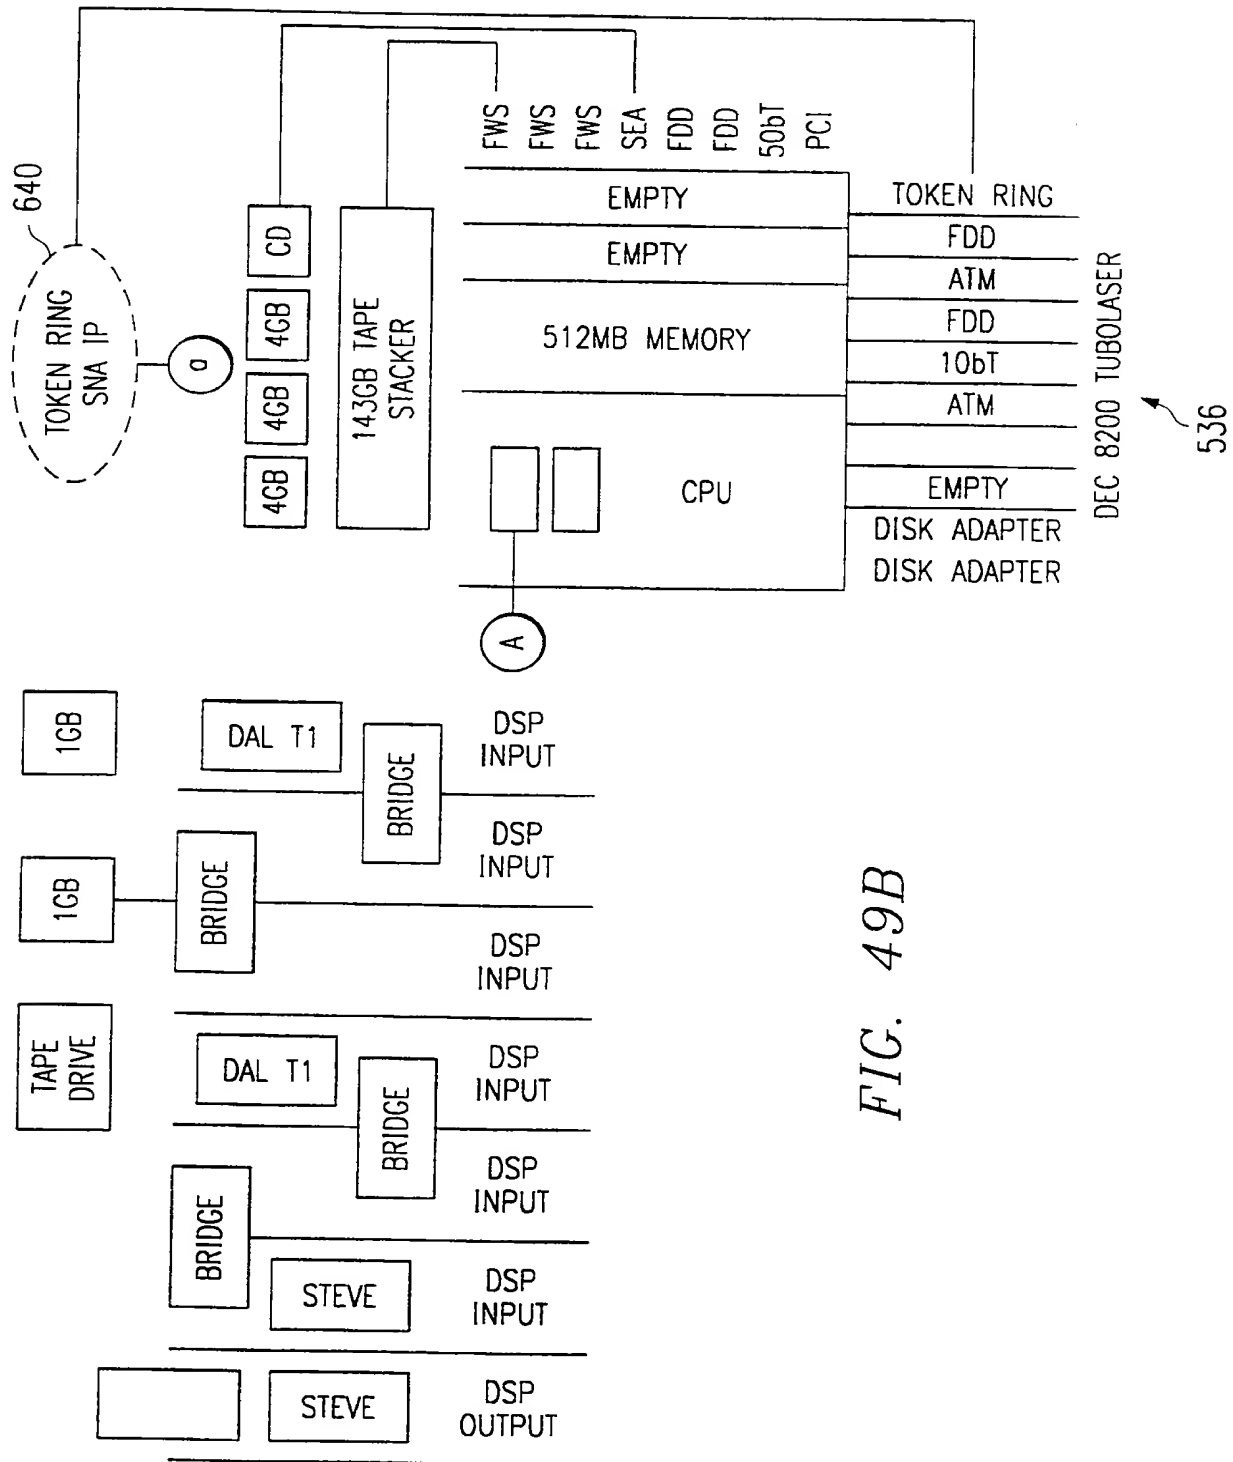 640
TOKEN RING
SNA IP
a
4GB
4GB
4GB
CD
143GB TAPE
STACKER
FWS
FWS
FWS
SEA
FDD
FDD
50bT
PCI
EMPTY
EMPTY
512MB MEMORY
CPU
TOKEN RING
FDD
ATM
FDD
10bT
ATM
EMPTY
DISK ADAPTER
DISK ADAPTER
DEC 8200 TUBOLASER
536
A
1GB
1GB
TAPE
DRIVE
DAL T1
BRIDGE
BRIDGE
DAL T1
BRIDGE
BRIDGE
STEVE
STEVE
DSP
INPUT
DSP
INPUT
DSP
INPUT
DSP
INPUT
DSP
INPUT
DSP
INPUT
DSP
OUTPUT
FIG. 49B